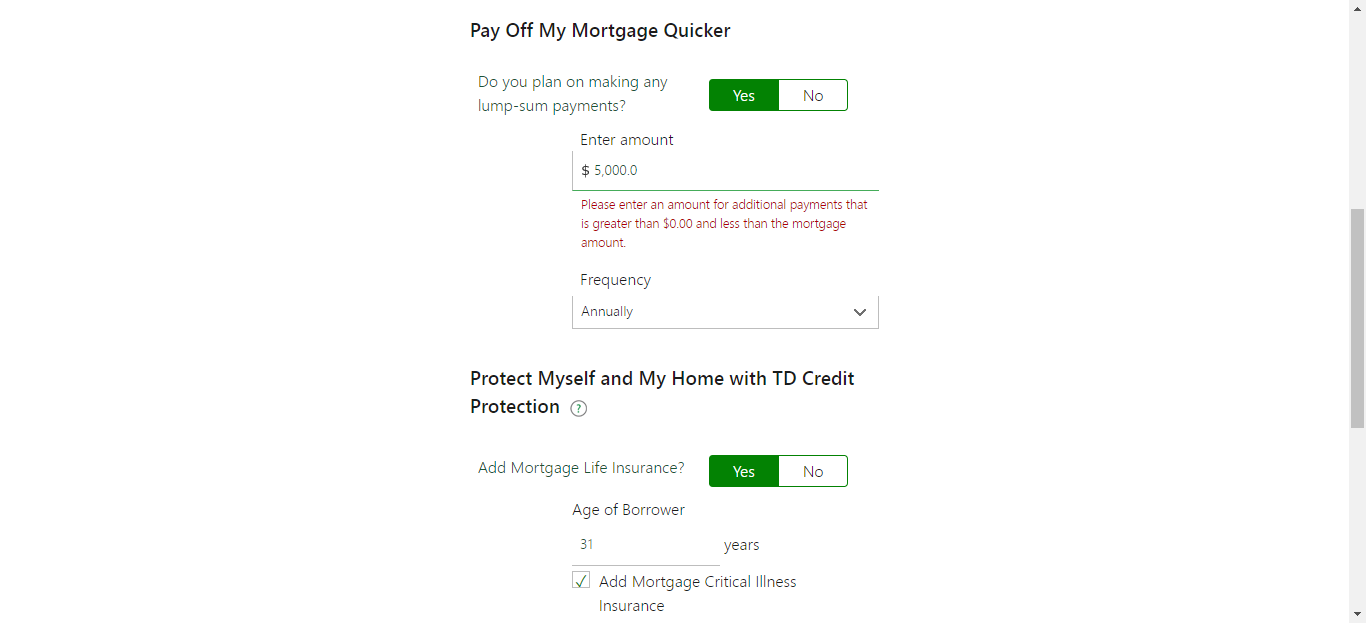 Pay Off My Mortgage Quicker
Do you plan on making any
lump-sum payments?
Yes
No
Enter amount
$ 5,000.0
Please enter an amount for additional payments that
is greater than $0.00 and less than the mortgage
amount.
Frequency
Annually
Protect Myself and My Home with TD Credit
Protection ?
Add Mortgage Life Insurance?
Yes
No
Age of Borrower
31 years
Add Mortgage Critical Illness
Insurance